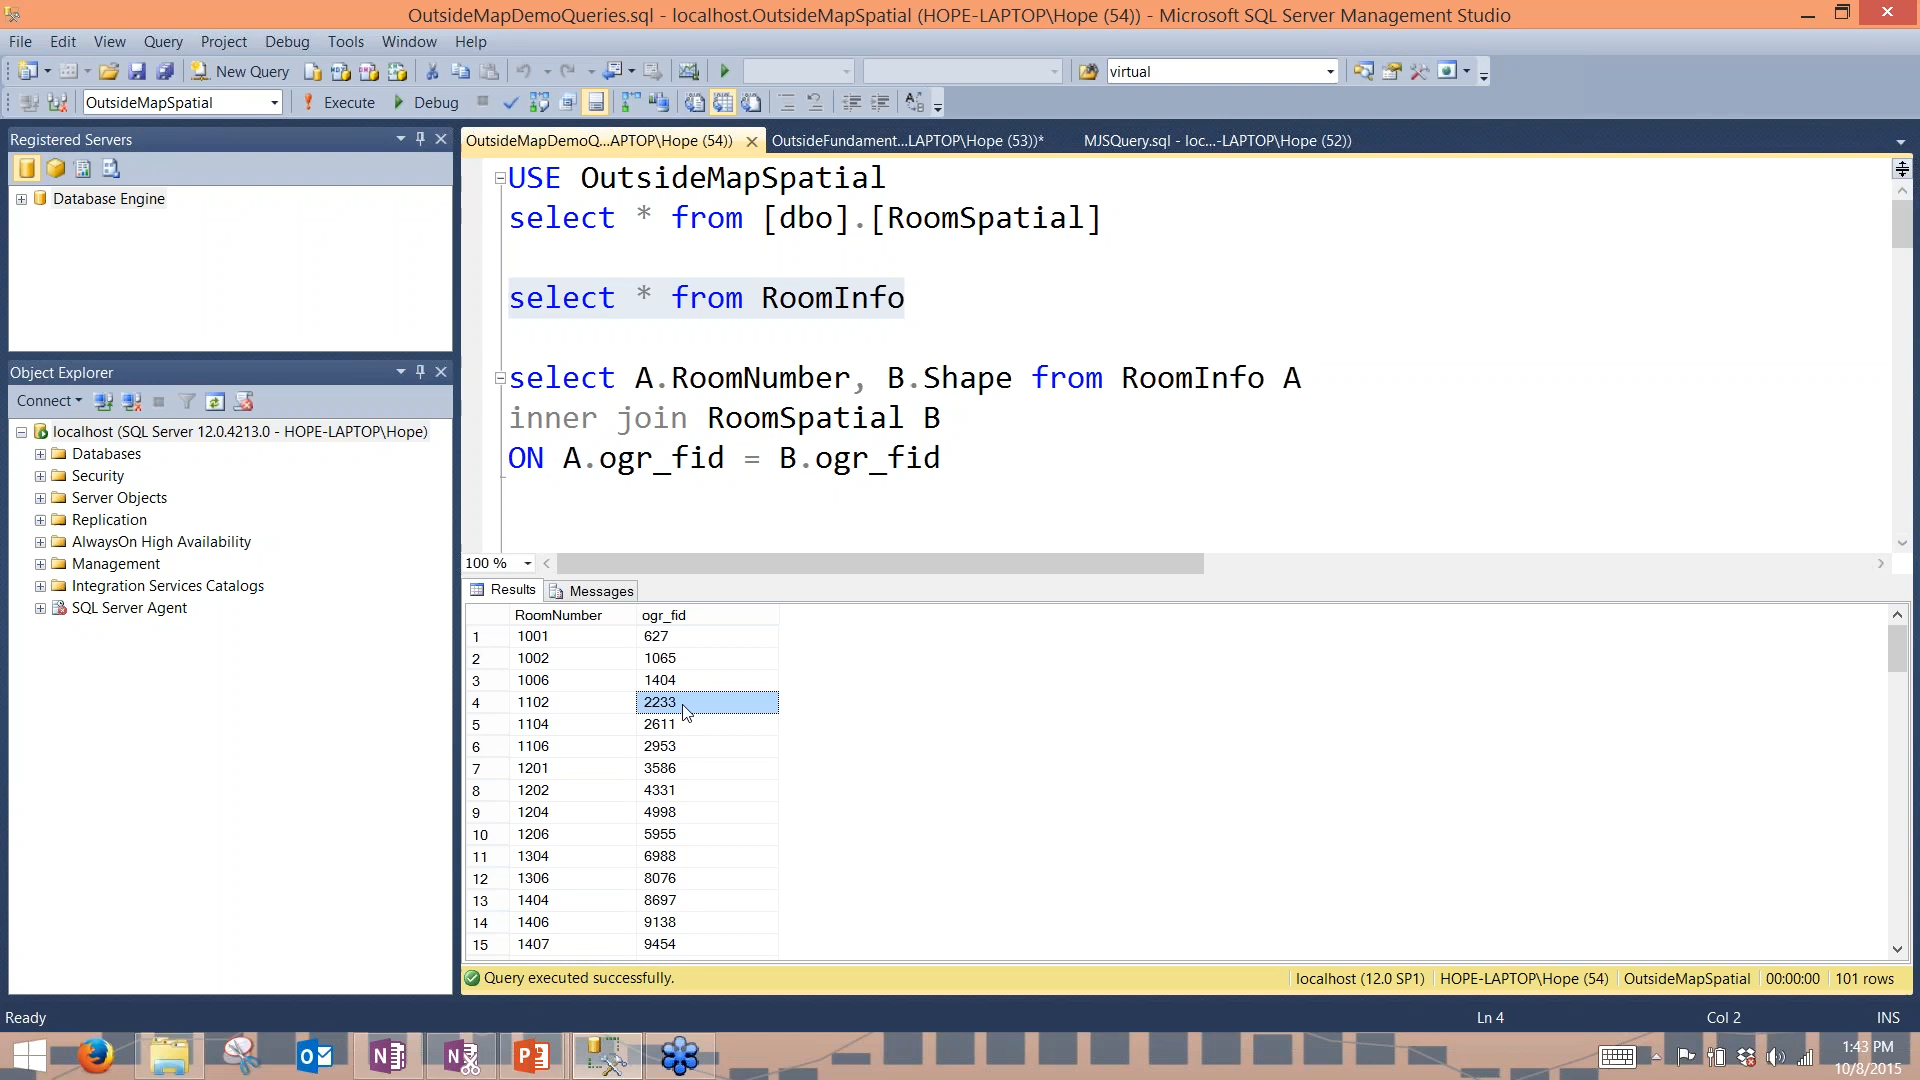 OutsideMapDemoQueries.sql - localhost.OutsideMapSpatial (HOPE-LAPTOP\Hope (54)) - Microsoft SQL Server Management Studio
File Edit View Query Project Debug Tools Window Help
New Query virtual
OutsideMapSpatial Execute Debug
Registered Servers
Database Engine
Object Explorer
Connect
localhost (SQL Server 12.0.4213.0 - HOPE-LAPTOP\Hope)
Databases
Security
Server Objects
Replication
AlwaysOn High Availability
Management
Integration Services Catalogs
SQL Server Agent
OutsideMapDemoQ...APTOP\Hope (54)) OutsideFundament...LAPTOP\Hope (53))* MJSQuery.sql - loc...-LAPTOP\Hope (52))
USE OutsideMapSpatial
select * from [dbo].[RoomSpatial]
select * from RoomInfo
select A.RoomNumber, B.Shape from RoomInfo A
inner join RoomSpatial B
ON A.ogr_fid = B.ogr_fid
100 %
Results Messages
RoomNumber ogr_fid
1 1001 627
2 1002 1065
3 1006 1404
4 1102 2233
5 1104 2611
6 1106 2953
7 1201 3586
8 1202 4331
9 1204 4998
10 1206 5955
11 1304 6988
12 1306 8076
13 1404 8697
14 1406 9138
15 1407 9454
Query executed successfully. localhost (12.0 SP1) HOPE-LAPTOP\Hope (54) OutsideMapSpatial 00:00:00 101 rows
Ready Ln 4 Col 2 INS
1:43 PM
10/8/2015